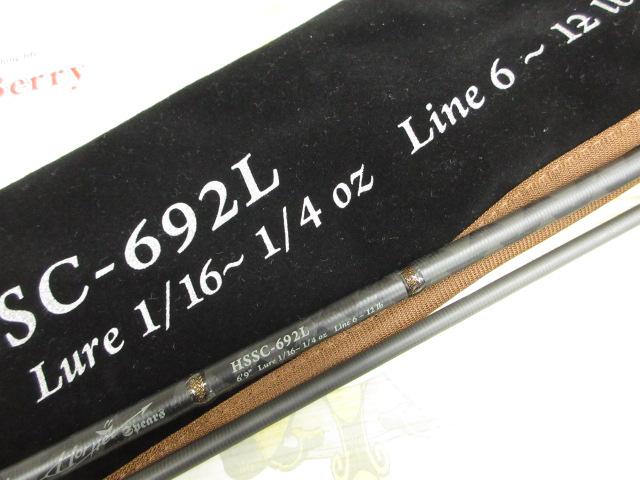 Berry
SC-692L
Lure 1/16~ 1/4 oz Line 6 ~ 12 lb
HSSC-692L
6'9" Lure 1/16~1/4 oz Line 6 ~ 12 lb
Spears